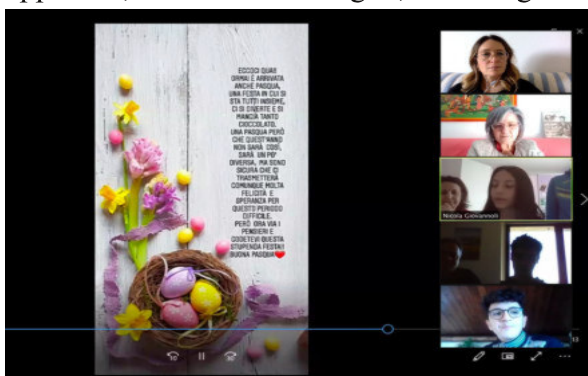 ECCOCI QUA!!
ORMAI È ARRIVATA
ANCHE PASQUA,
UNA FESTA IN CUI SI
STA TUTTI INSIEME,
CI SI DIVERTE E SI
MANGIA TANTO
CIOCCOLATO.
UNA PASQUA PERÒ
CHE QUEST'ANNO
NON SARÀ COSÌ,
SARÀ UN PO'
DIVERSA, MA SONO
SICURA CHE CI
TRASMETTERÀ
COMUNQUE MOLTA
FELICITÀ E
SPERANZA PER
QUESTO PERIODO
DIFFICILE.
PERÒ ORA VIA I
PENSIERI E
GODETEVI QUESTA
STUPENDA FESTA!!
BUONA PASQUA❤️
Nicola Giovannoli
10